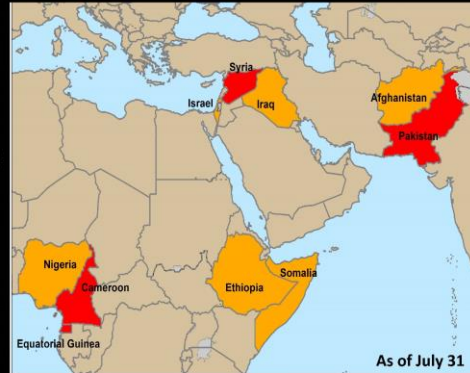 Syria
Israel
Iraq
Afghanistan
Pakistan
Nigeria
Cameroon
Ethiopia
Somalia
Equatorial Guinea
As of July 31